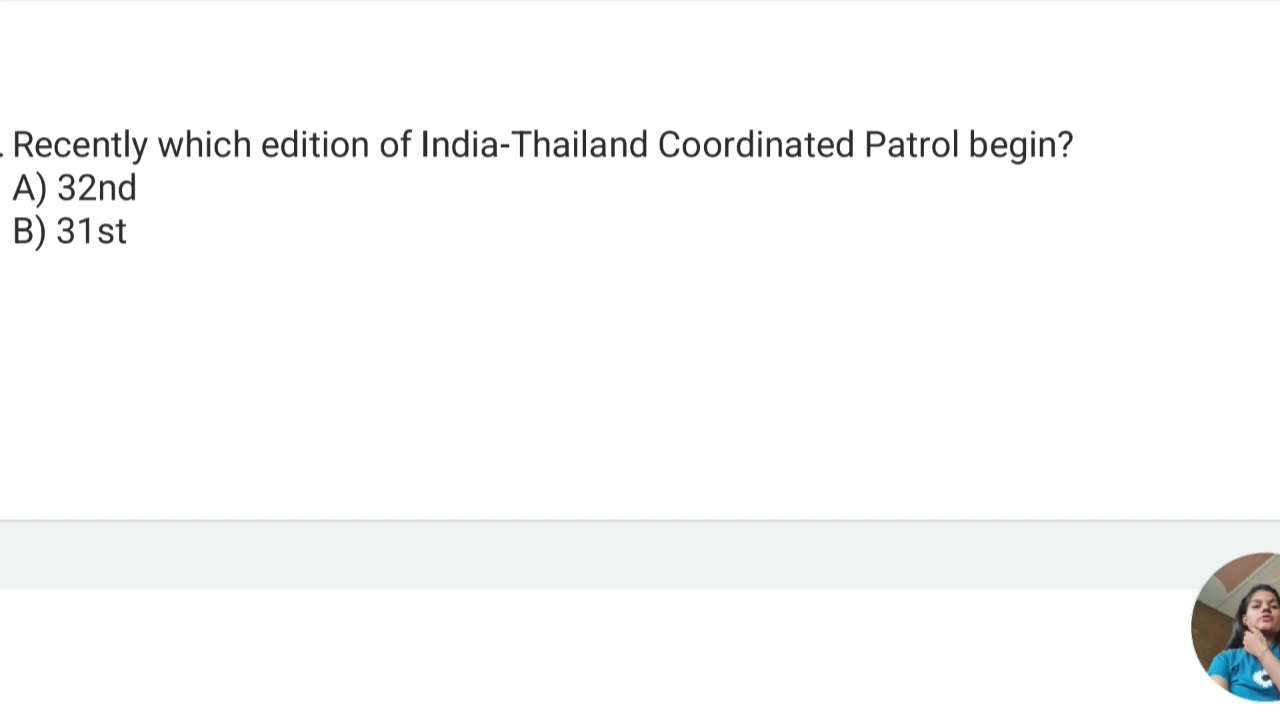 . Recently which edition of India-Thailand Coordinated Patrol begin?
A) 32nd
B) 31st